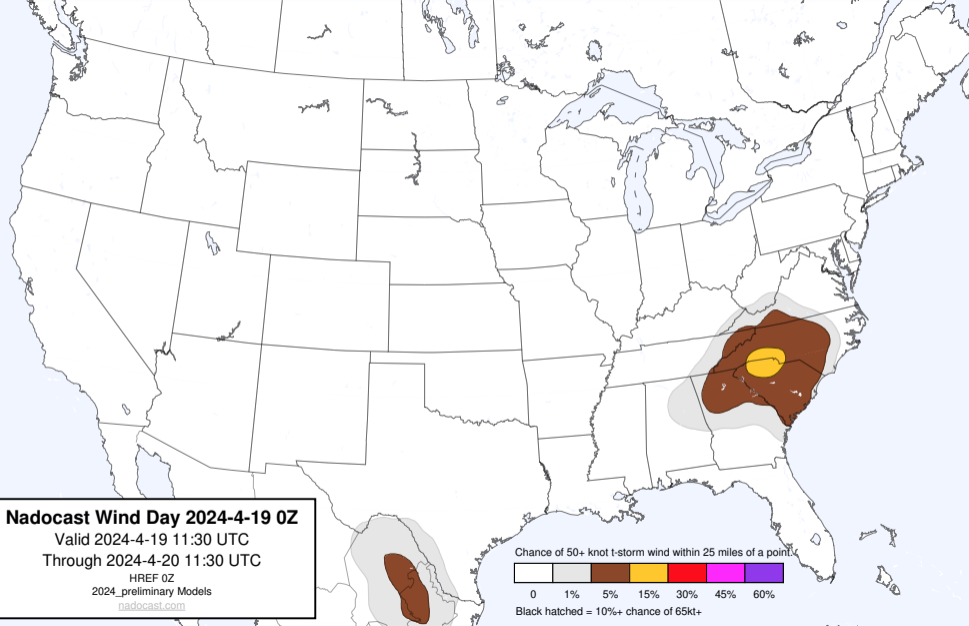 Nadocast Wind Day 2024-4-19 0Z
Valid 2024-4-19 11:30 UTC
Through 2024-4-20 11:30 UTC
HREF 0Z
2024_preliminary Models
nadocast.com
Chance of 50+ knot t-storm wind within 25 miles of a point.
0 1% 5% 15% 30% 45% 60%
Black hatched = 10%+ chance of 65kt+